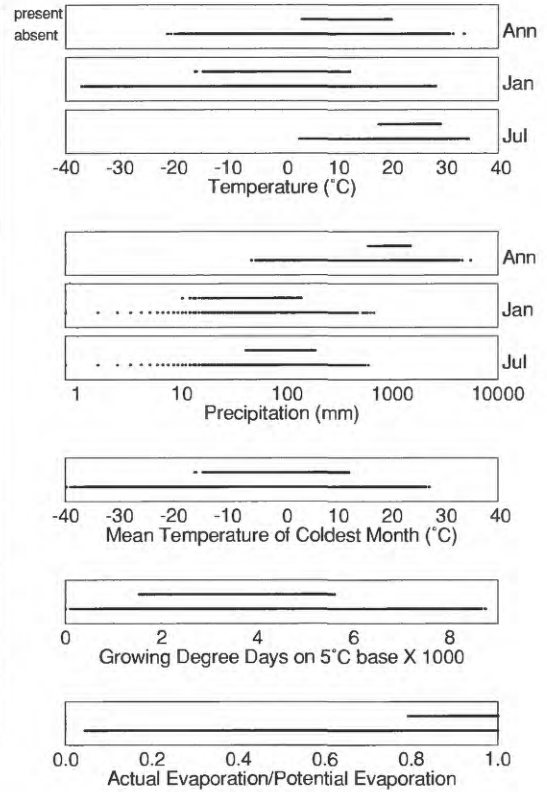 present
absent
Ann
Jan
Jul
-40 -30 -20 -10 0 10 20 30 40
Temperature (°C)
Ann
Jan
Jul
1 10 100 1000 10000
Precipitation (mm)
-40 -30 -20 -10 0 10 20 30 40
Mean Temperature of Coldest Month (°C)
0 2 4 6 8
Growing Degree Days on 5°C base X 1000
0.0 0.2 0.4 0.6 0.8 1.0
Actual Evaporation/Potential Evaporation